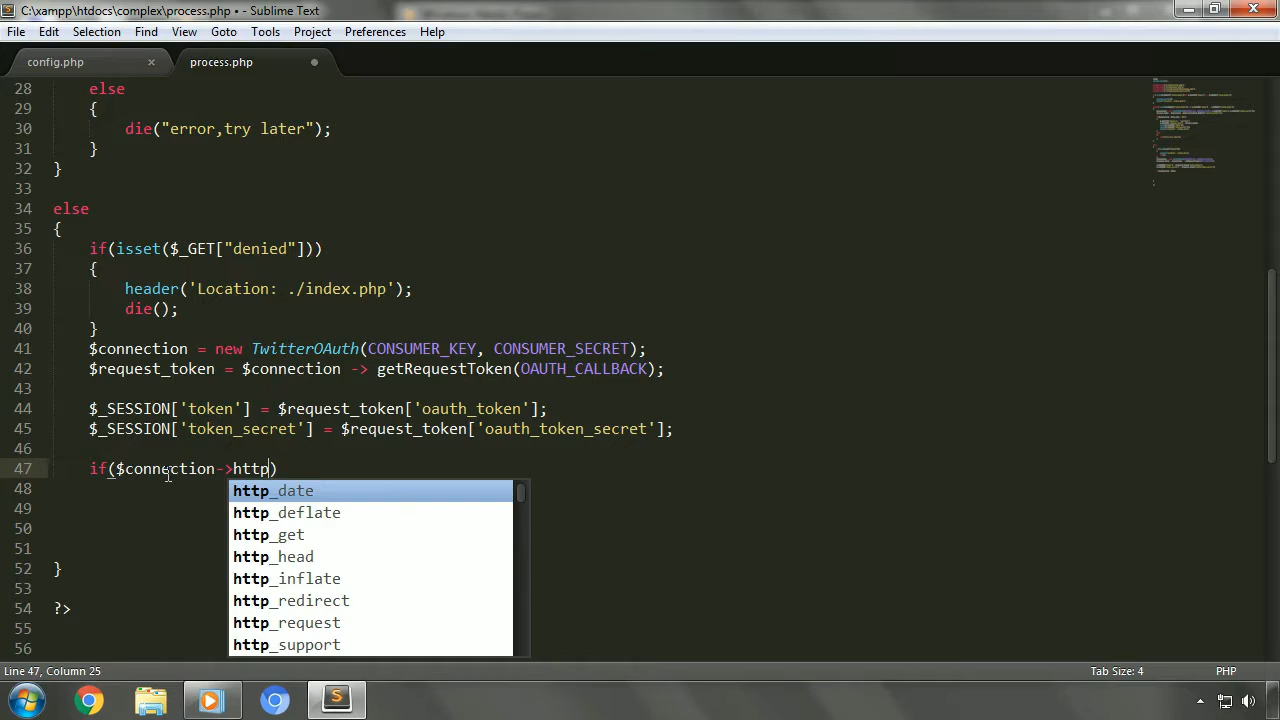 C:\xampp\htdocs\complex\process.php • - Sublime Text
File Edit Selection Find View Goto Tools Project Preferences Help
config.php × process.php
28 else
29 {
30 die("error,try later");
31 }
32 }
33
34 else
35 {
36 if(isset($_GET["denied"]))
37 {
38 header('Location: ./index.php');
39 die();
40 }
41 $connection = new TwitterOAuth(CONSUMER_KEY, CONSUMER_SECRET);
42 $request_token = $connection -> getRequestToken(OAUTH_CALLBACK);
43
44 $_SESSION['token'] = $request_token['oauth_token'];
45 $_SESSION['token_secret'] = $request_token['oauth_token_secret'];
46
47 if($connection->http)
48 http_date
49 http_deflate
50 http_get
51 http_head
52 } http_inflate
53 http_redirect
54 ?> http_request
55 http_support
56
Line 47, Column 25 Tab Size: 4 PHP